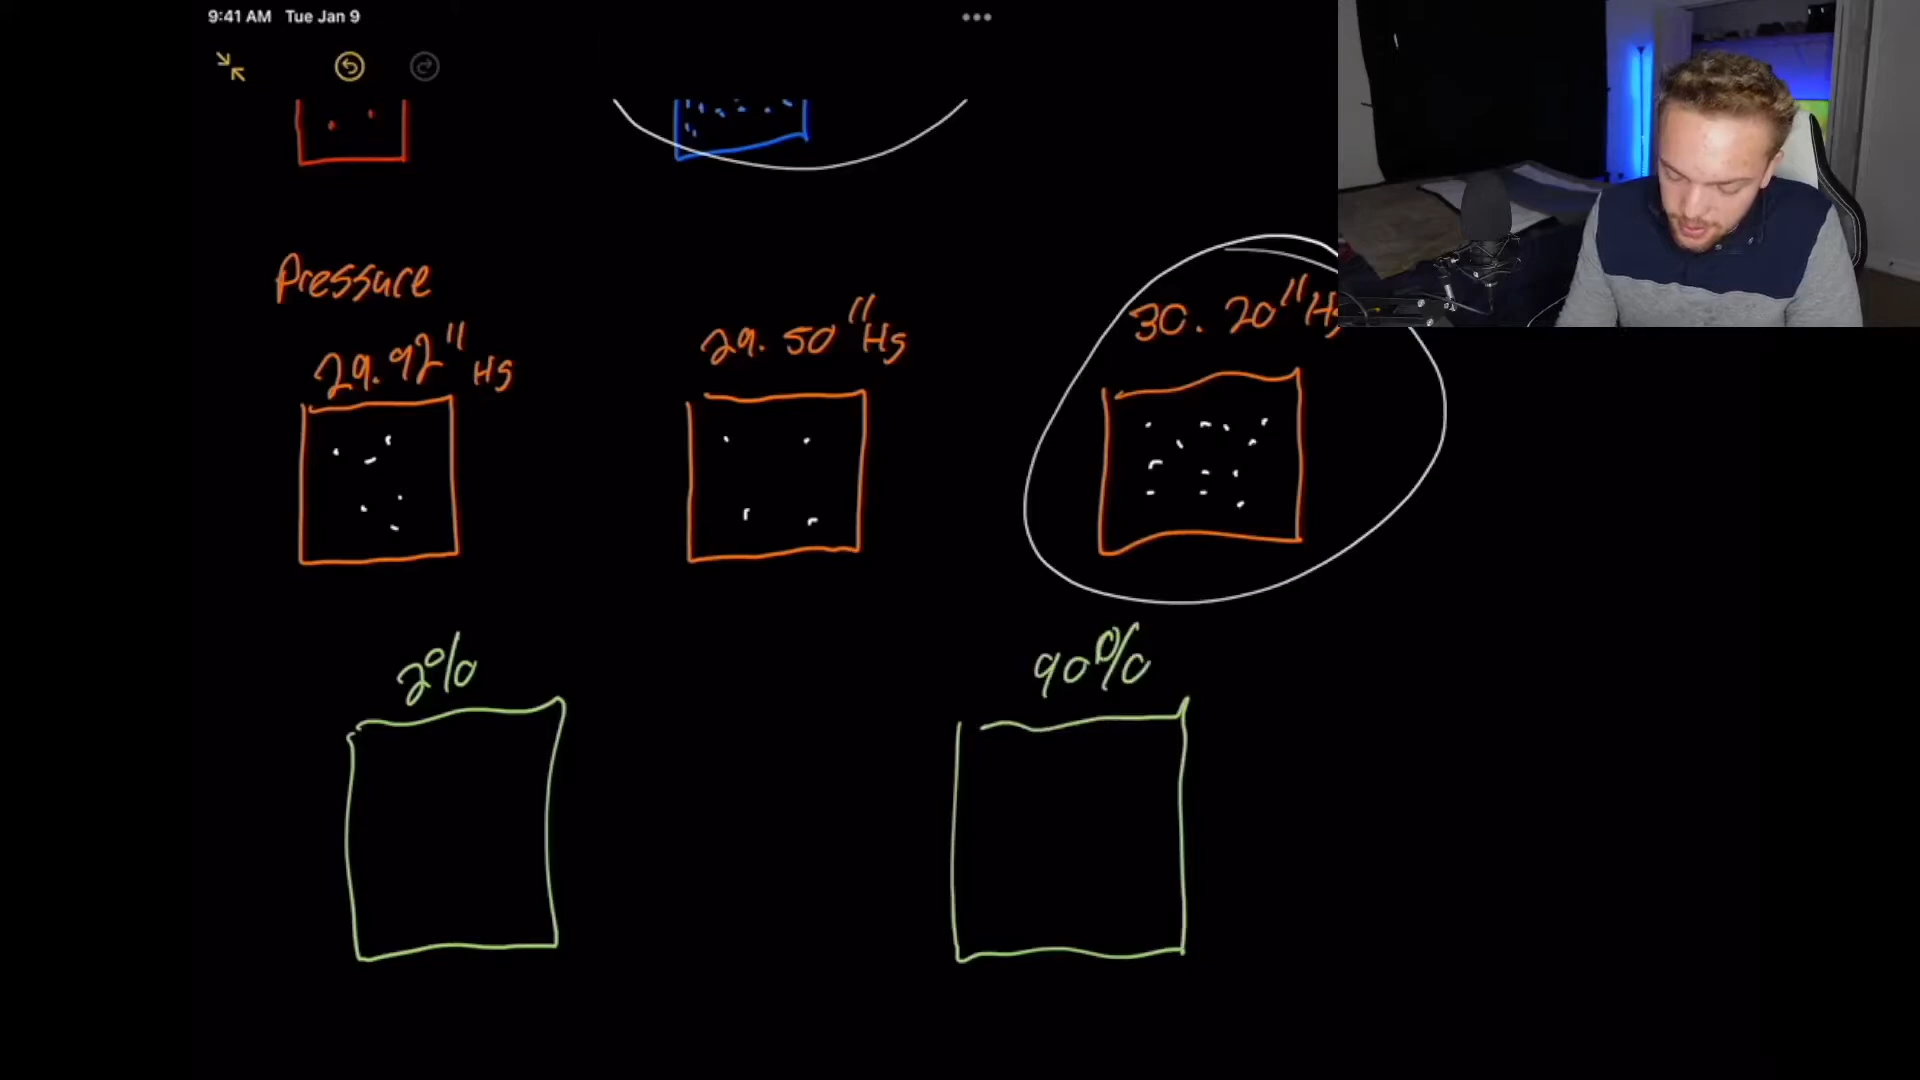 9:41 AM Tue Jan 9
Pressure
29.92" Hg
29.50" Hg
30.20" Hg
2%
90%